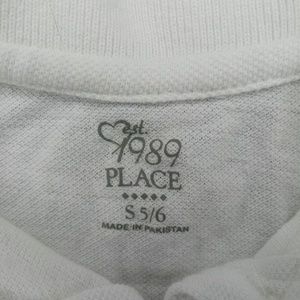 est.
1989
PLACE
S 5/6
MADE IN PAKISTAN